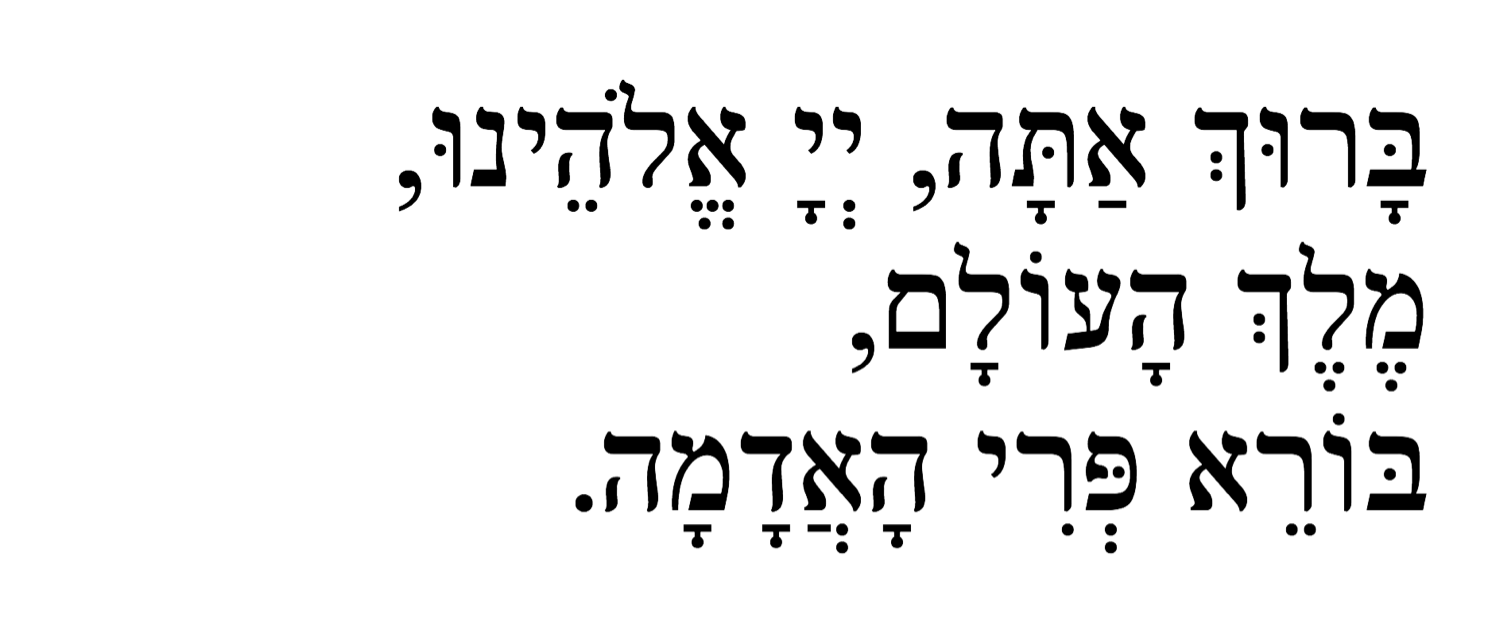 בָּרוּךְ אַתָּה, יְיָ אֱלֹהֵינוּ,
מֶלֶךְ הָעוֹלָם,
בּוֹרֵא פְּרִי הָאֲדָמָה.